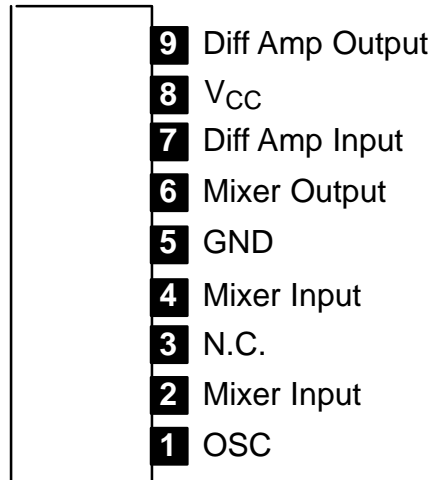 9 Diff Amp Output
8 VCC
7 Diff Amp Input
6 Mixer Output
5 GND
4 Mixer Input
3 N.C.
2 Mixer Input
1 OSC